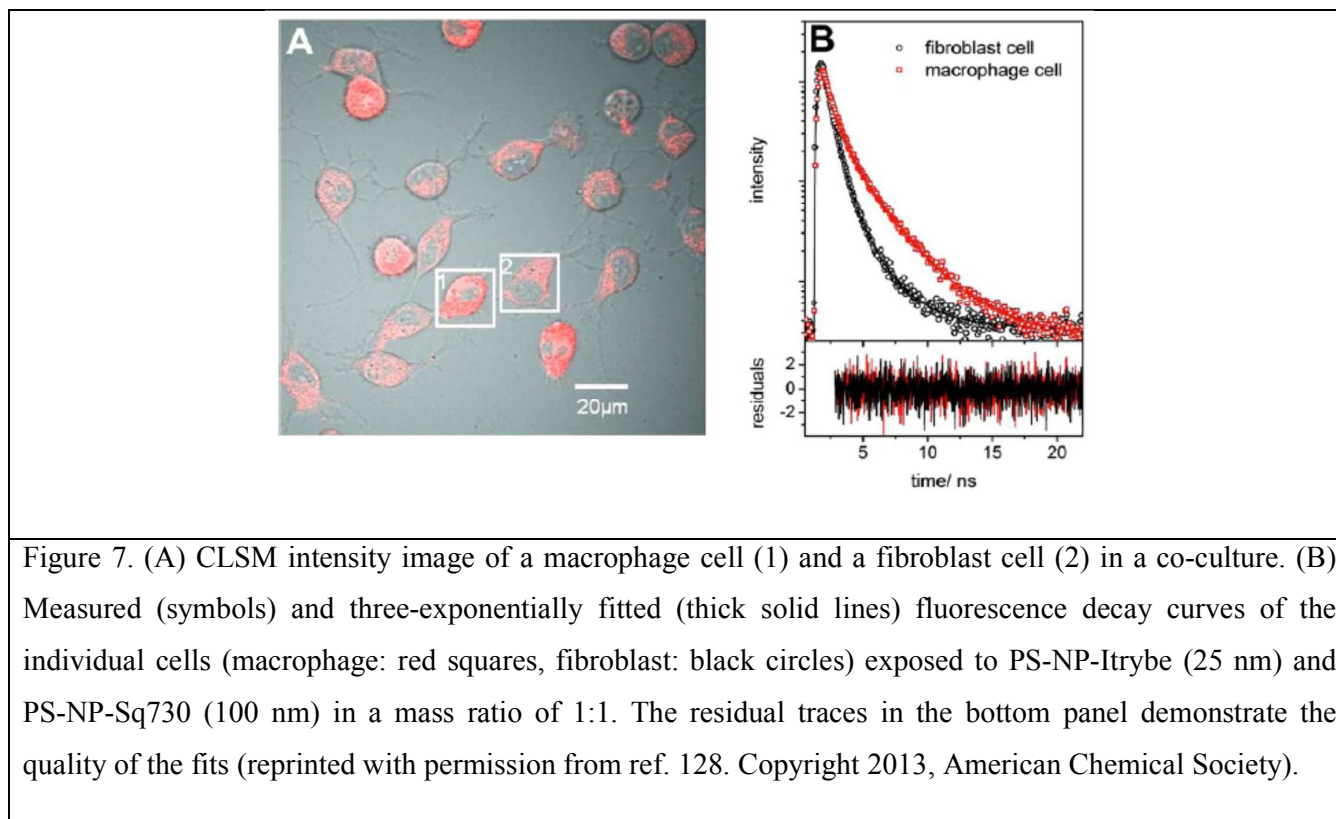 A
1
2
20µm
B
fibroblast cell
macrophage cell
intensity
residuals
2
0
-2
5 10 15 20
time/ ns
Figure 7. (A) CLSM intensity image of a macrophage cell (1) and a fibroblast cell (2) in a co-culture. (B)
Measured (symbols) and three-exponentially fitted (thick solid lines) fluorescence decay curves of the
individual cells (macrophage: red squares, fibroblast: black circles) exposed to PS-NP-Itrybe (25 nm) and
PS-NP-Sq730 (100 nm) in a mass ratio of 1:1. The residual traces in the bottom panel demonstrate the
quality of the fits (reprinted with permission from ref. 128. Copyright 2013, American Chemical Society).